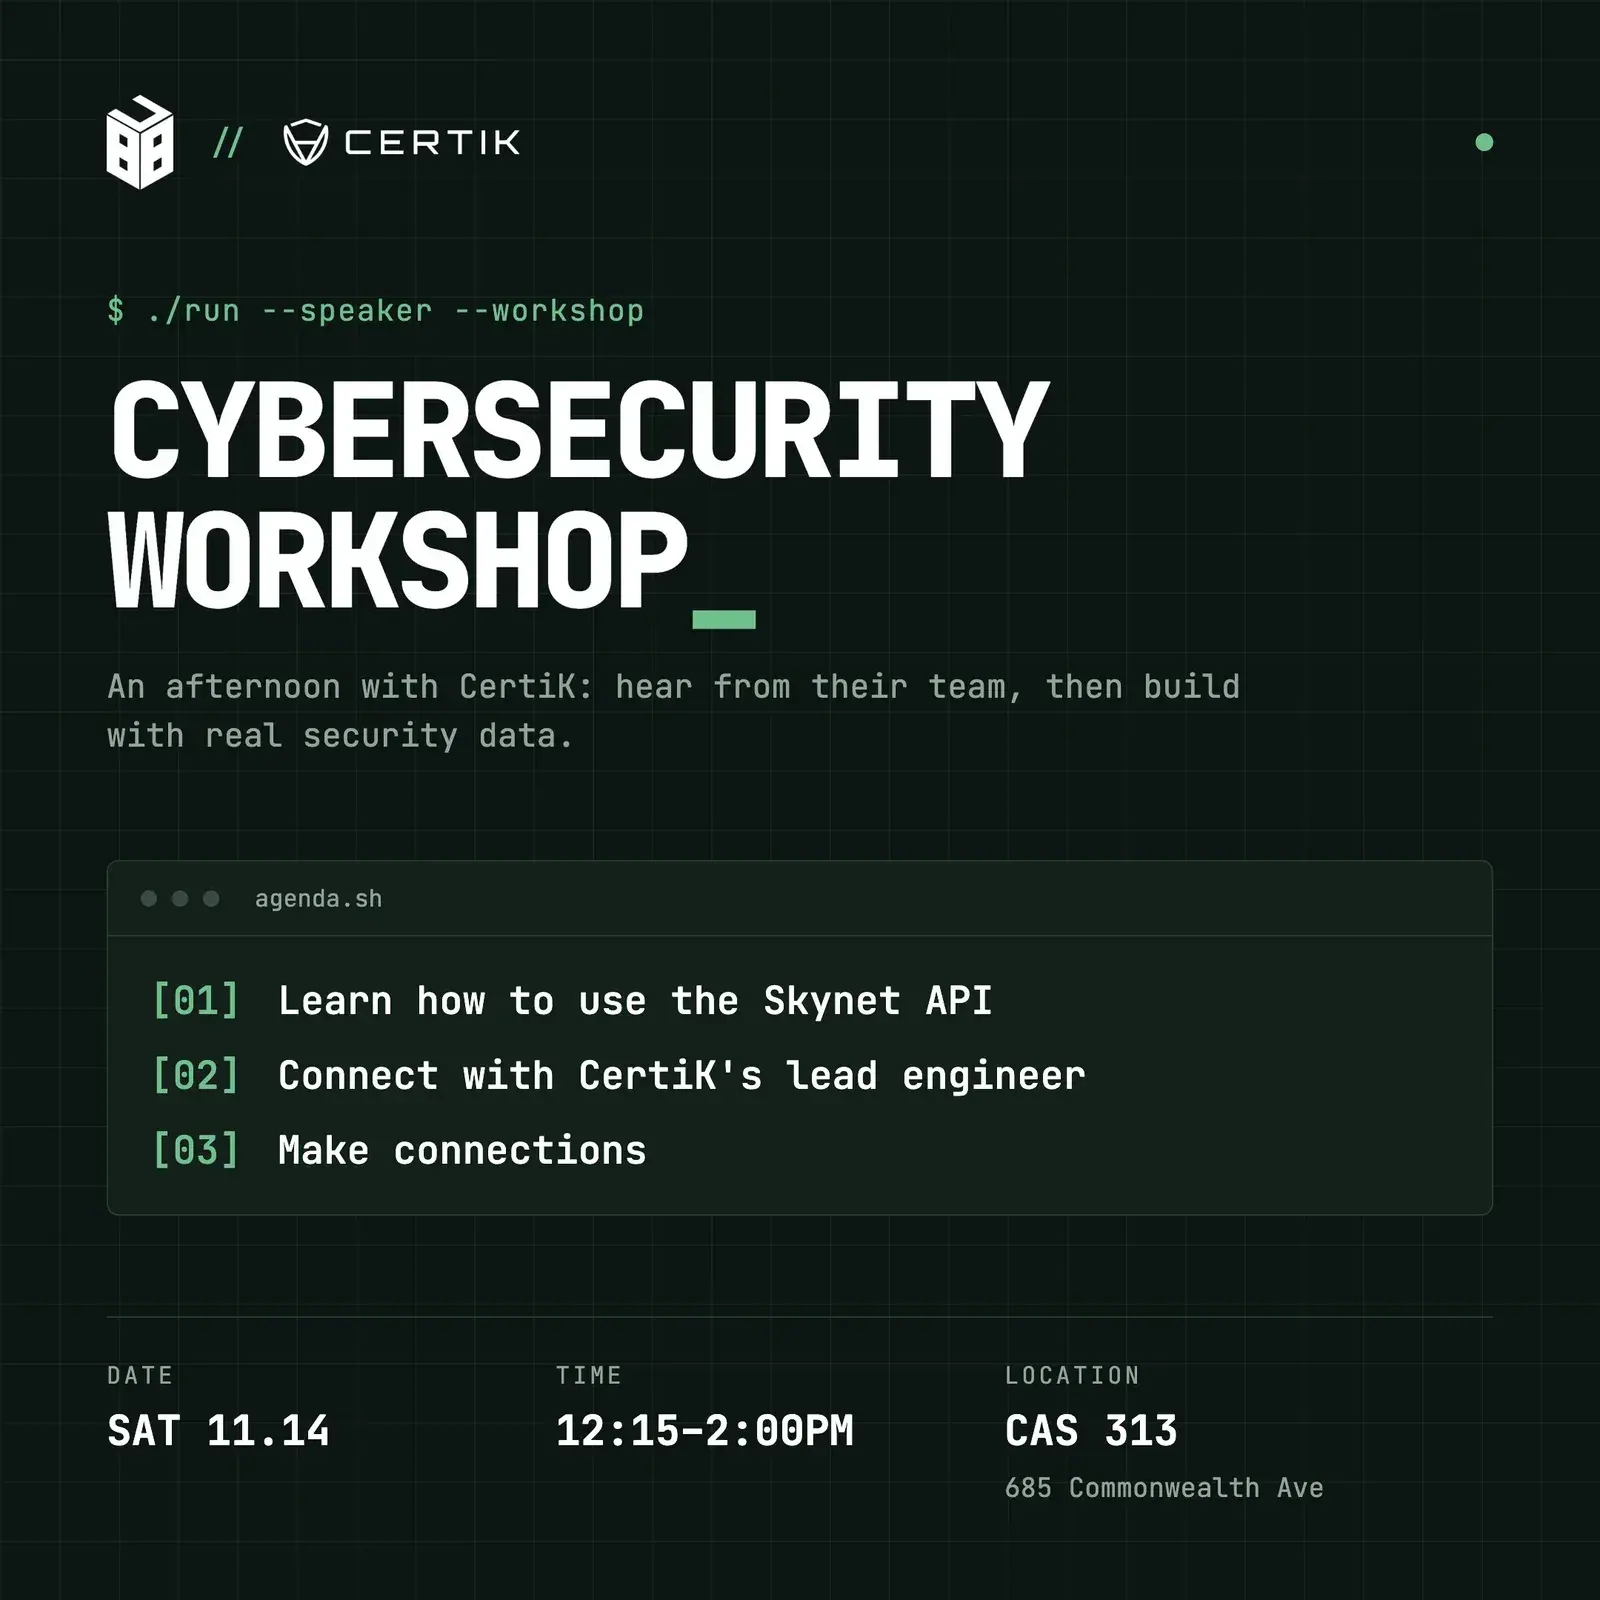 // CERTIK
$ ./run --speaker --workshop
CYBERSECURITY
WORKSHOP_
An afternoon with CertiK: hear from their team, then build
with real security data.
agenda.sh
[01] Learn how to use the Skynet API
[02] Connect with CertiK's lead engineer
[03] Make connections
DATE
SAT 11.14
TIME
12:15–2:00PM
LOCATION
CAS 313
685 Commonwealth Ave